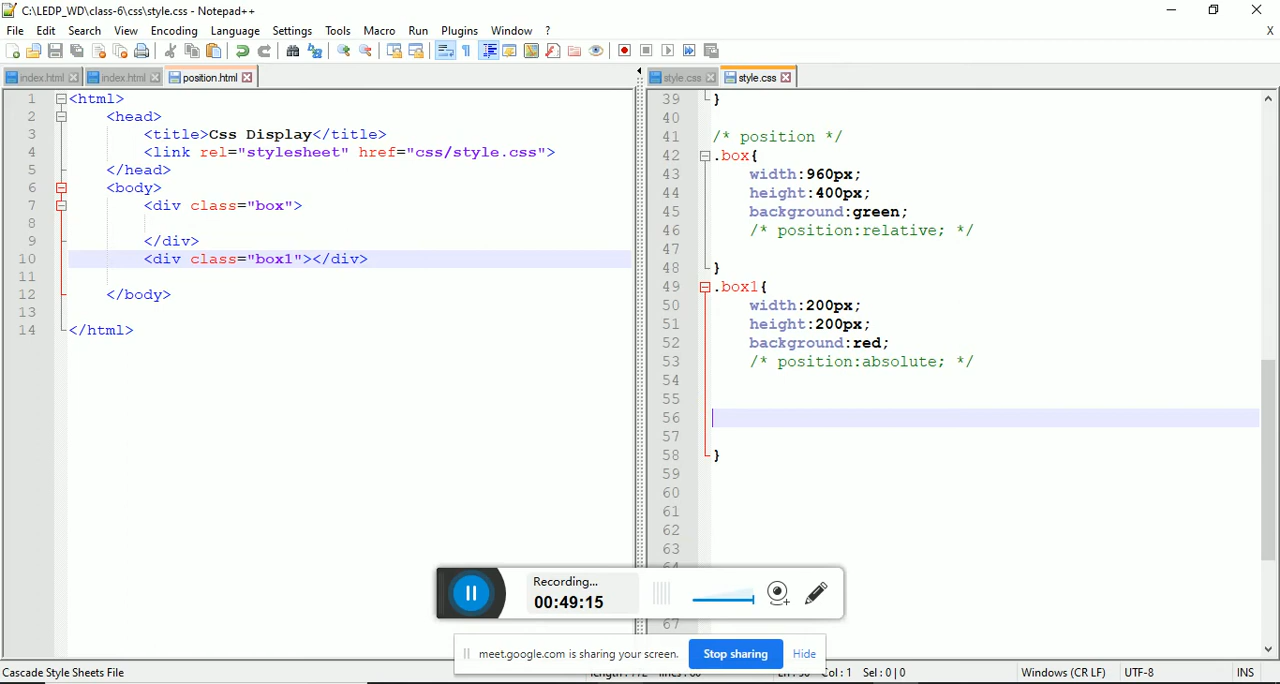 C:\LEDP_WD\class-6\css\style.css - Notepad++
File Edit Search View Encoding Language Settings Tools Macro Run Plugins Window ? X
index.html index.html position.html
style.css style.css
1 <html>
2 <head>
3 <title>Css Display</title>
4 <link rel="stylesheet" href="css/style.css">
5 </head>
6 <body>
7 <div class="box">
8
9 </div>
10 <div class="box1"></div>
11
12 </body>
13
14 </html>
39 }
40
41 /* position */
42 .box{
43 width:960px;
44 height:400px;
45 background:green;
46 /* position:relative; */
47
48 }
49 .box1{
50 width:200px;
51 height:200px;
52 background:red;
53 /* position:absolute; */
54
55
56
57
58 }
59
60
61
62
63
67
Recording...
00:49:15
meet.google.com is sharing your screen. Stop sharing Hide
Cascade Style Sheets File Col : 1 Sel : 0 | 0 Windows (CR LF) UTF-8 INS